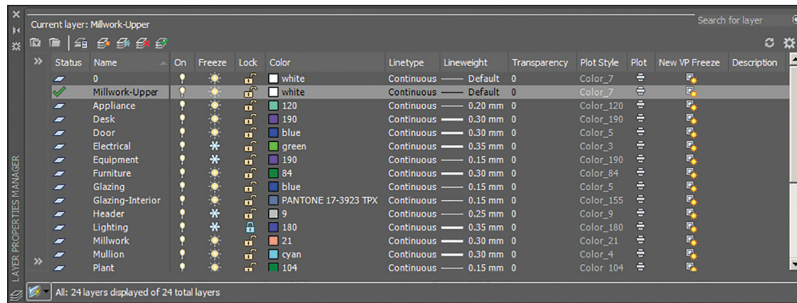 Current layer: Millwork-Upper
Search for layer
Status Name On Freeze Lock Color Linetype Lineweight Transparency Plot Style Plot New VP Freeze Description
0 white Continuous Default 0 Color_7
Millwork-Upper white Continuous Default 0 Color_7
Appliance 120 Continuous 0.20 mm 0 Color_120
Desk 190 Continuous 0.30 mm 0 Color_190
Door blue Continuous 0.30 mm 0 Color_5
Electrical green Continuous 0.35 mm 0 Color_3
Equipment 190 Continuous 0.15 mm 0 Color_190
Furniture 84 Continuous 0.30 mm 0 Color_84
Glazing blue Continuous 0.15 mm 0 Color_5
Glazing-Interior PANTONE 17-3923 TPX Continuous 0.15 mm 0 Color_155
Header 9 Continuous 0.25 mm 0 Color_9
Lighting 180 Continuous 0.35 mm 0 Color_180
Millwork 21 Continuous 0.30 mm 0 Color_21
Mullion cyan Continuous 0.30 mm 0 Color_4
Plant 104 Continuous 0.15 mm 0 Color_104
LAYER PROPERTIES MANAGER
All: 24 layers displayed of 24 total layers